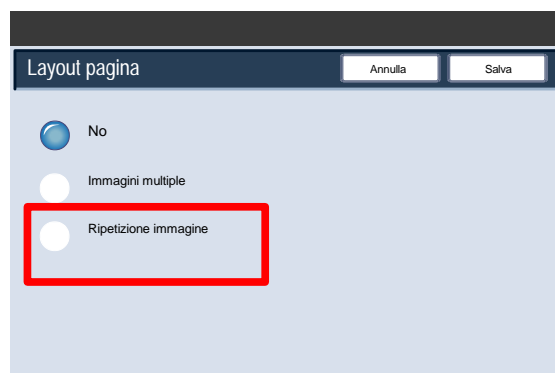 Layout pagina Annulla Salva
No
Immagini multiple
Ripetizione immagine